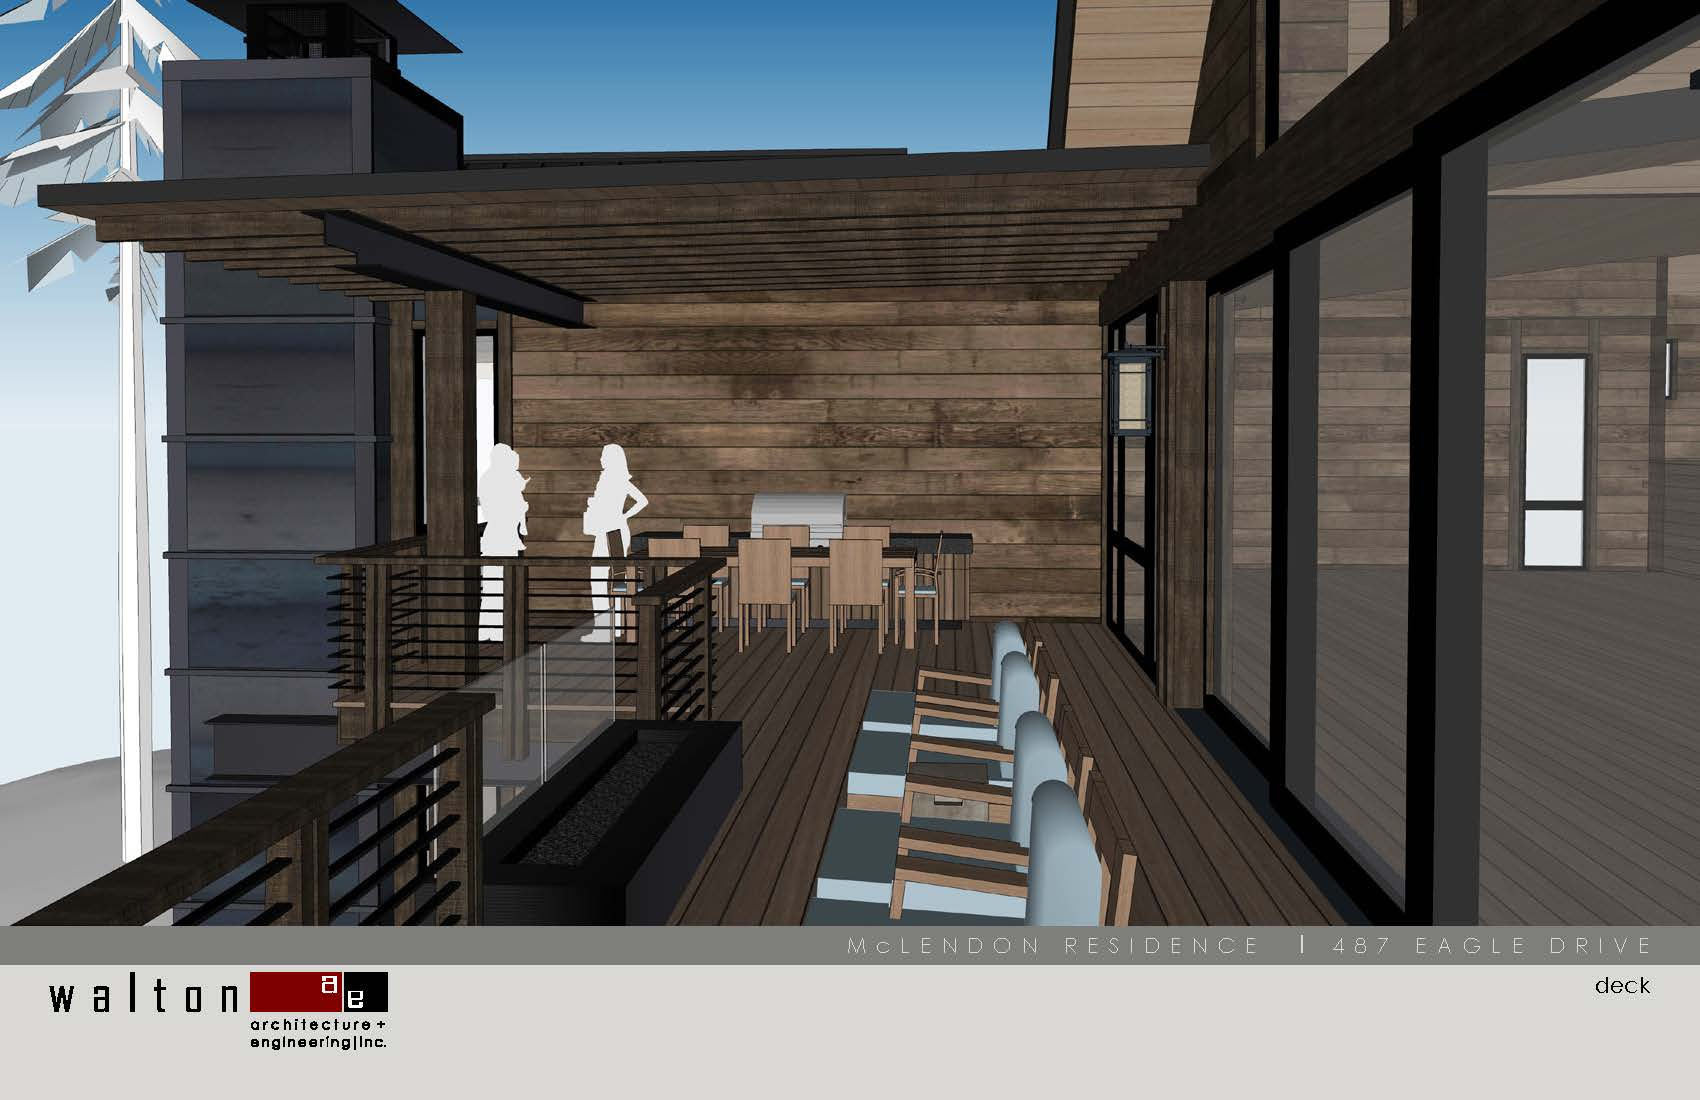 McLENDON RESIDENCE | 487 EAGLE DRIVE
walton ae
architecture +
engineering|inc.
deck